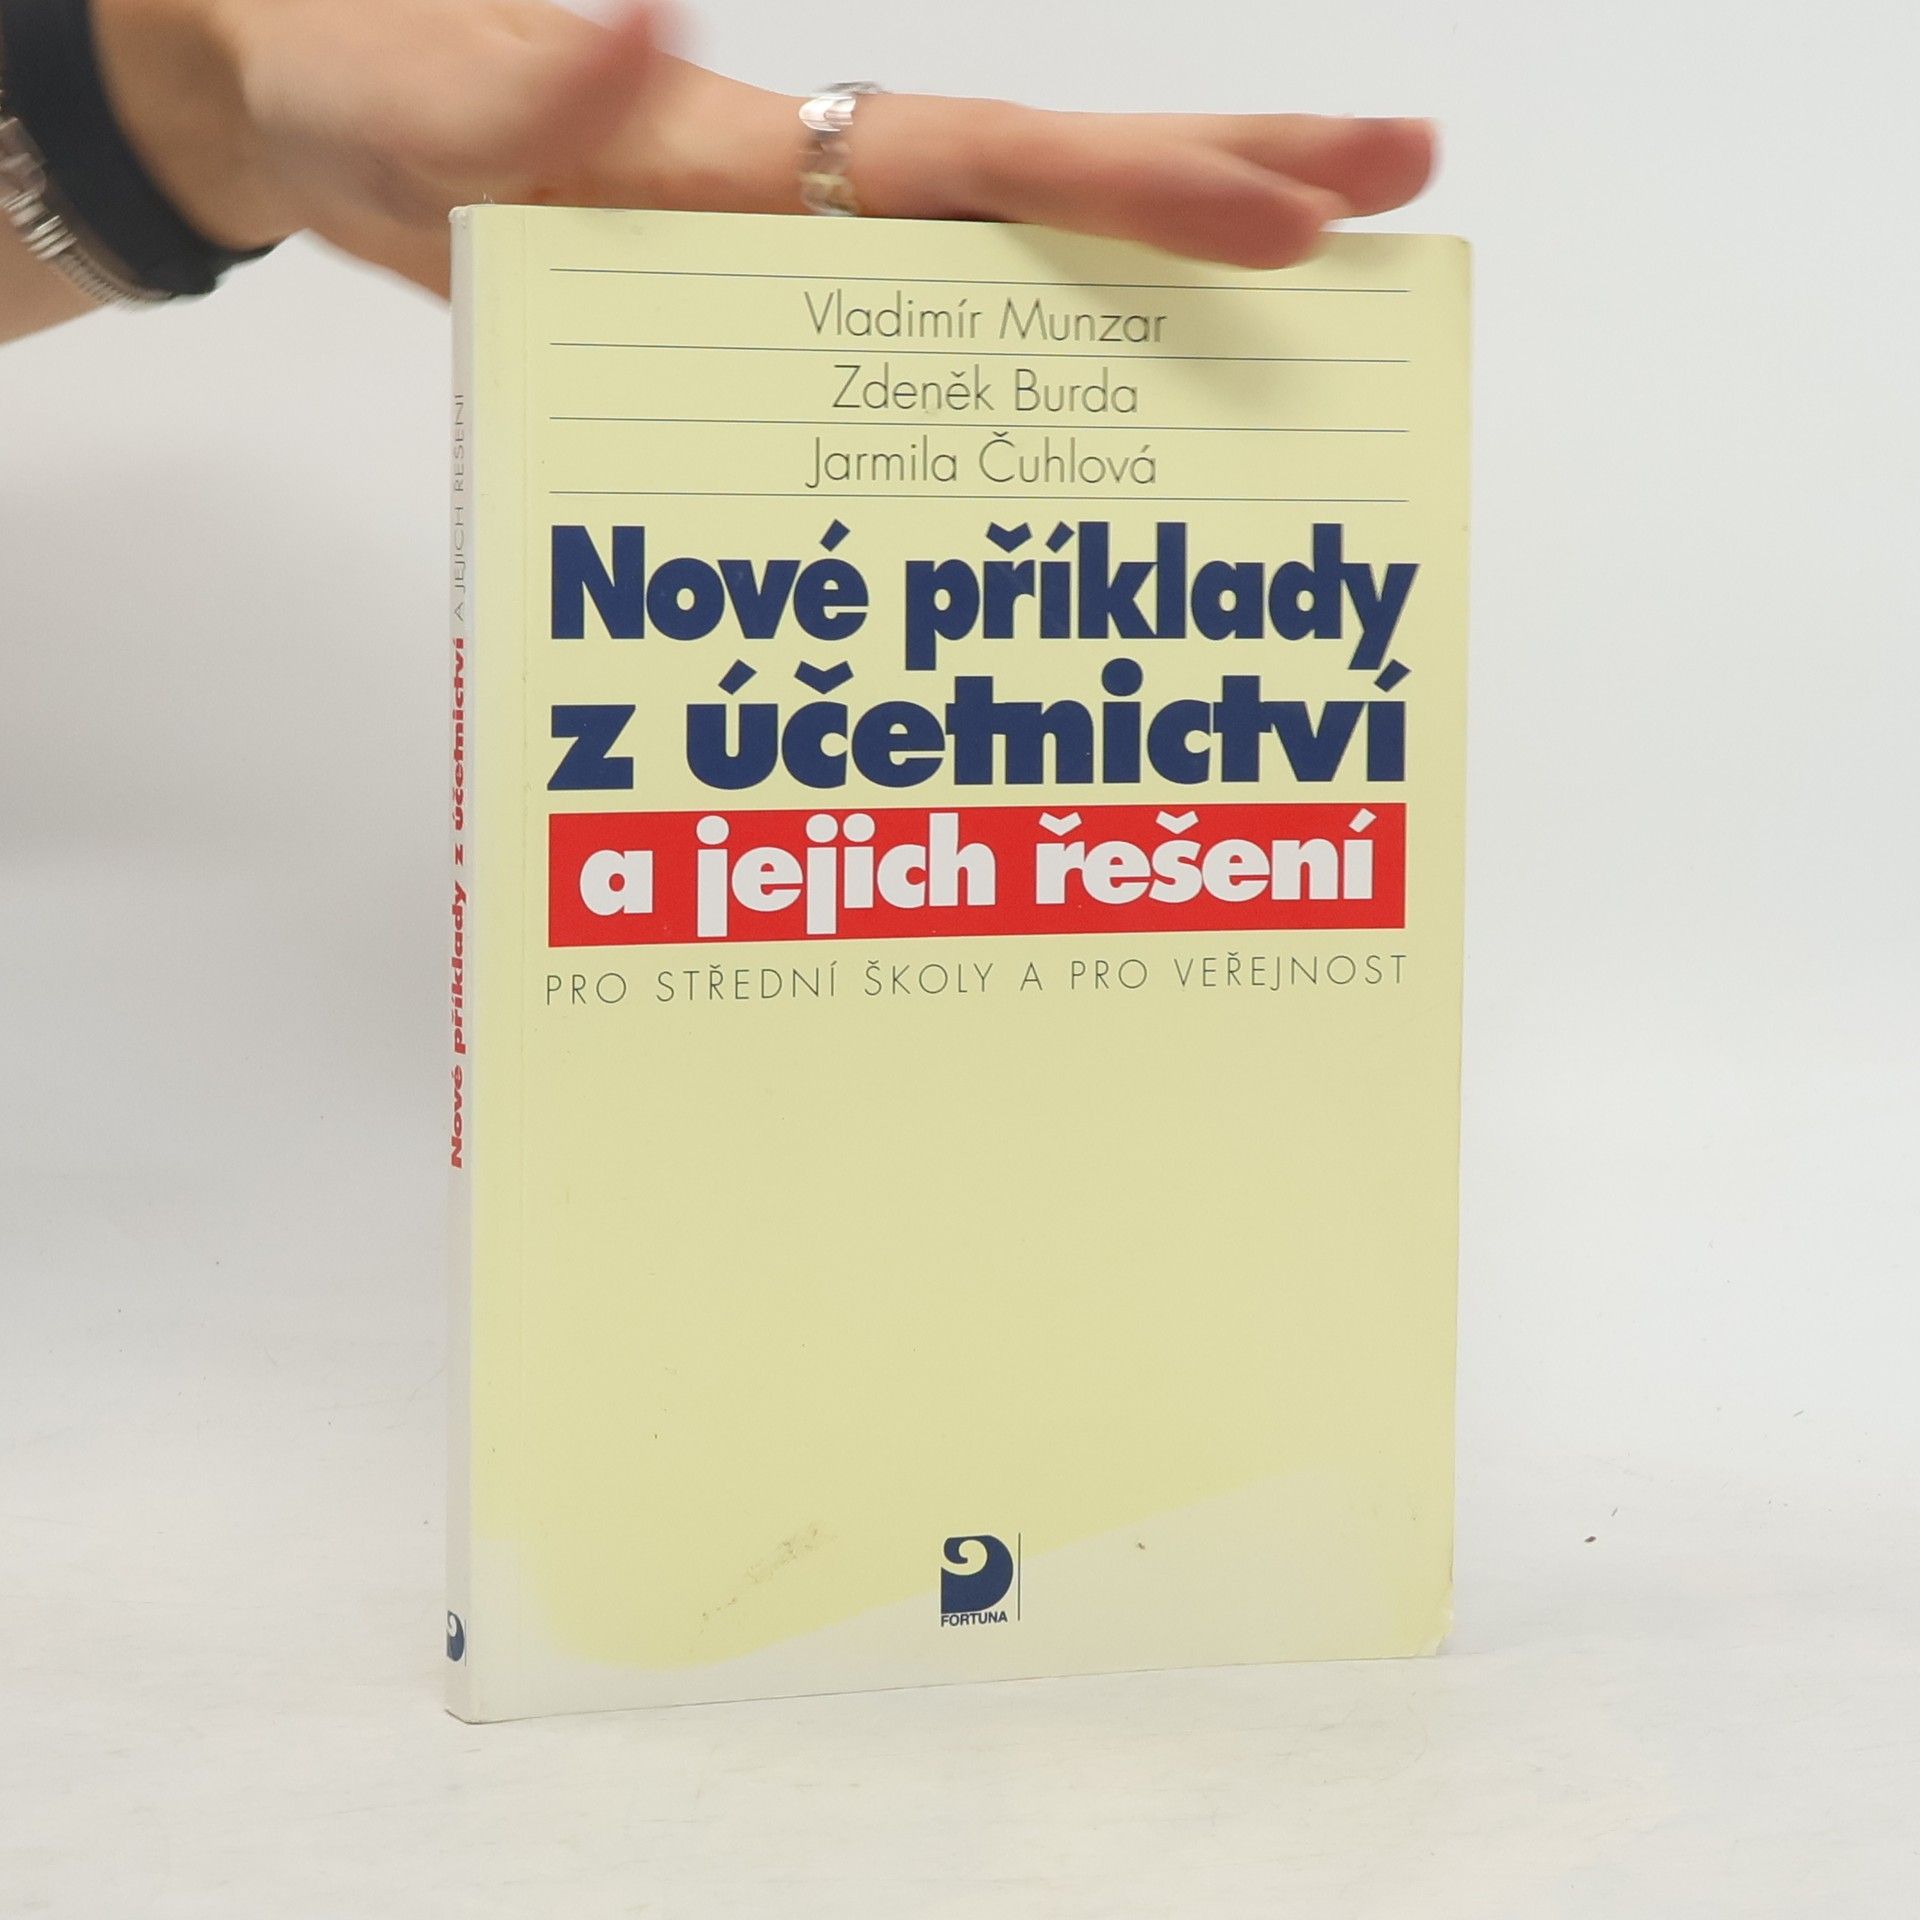 Vladimír Munzar
Zdeněk Burda
Jarmila Čuhlová
Nové příklady
z účetnictví
a jejich řešení
PRO STŘEDNÍ ŠKOLY A PRO VEŘEJNOST
FORTUNA
Nové příklady z účetnictví A JEJICH ŘEŠENÍ